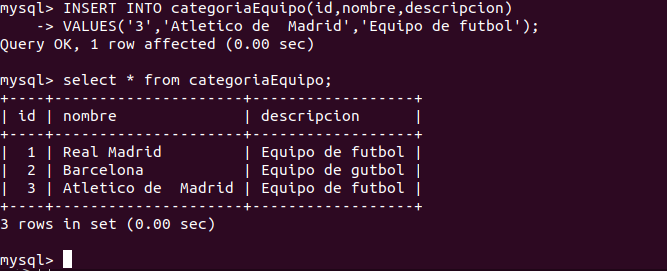 mysql> INSERT INTO categoriaEquipo(id,nombre,descripcion)
    -> VALUES('3','Atletico de  Madrid','Equipo de futbol');
Query OK, 1 row affected (0.00 sec)

mysql> select * from categoriaEquipo;
+----+---------------------+------------------+
| id | nombre              | descripcion      |
+----+---------------------+------------------+
|  1 | Real Madrid         | Equipo de futbol |
|  2 | Barcelona           | Equipo de gutbol |
|  3 | Atletico de  Madrid | Equipo de futbol |
+----+---------------------+------------------+
3 rows in set (0.00 sec)

mysql>